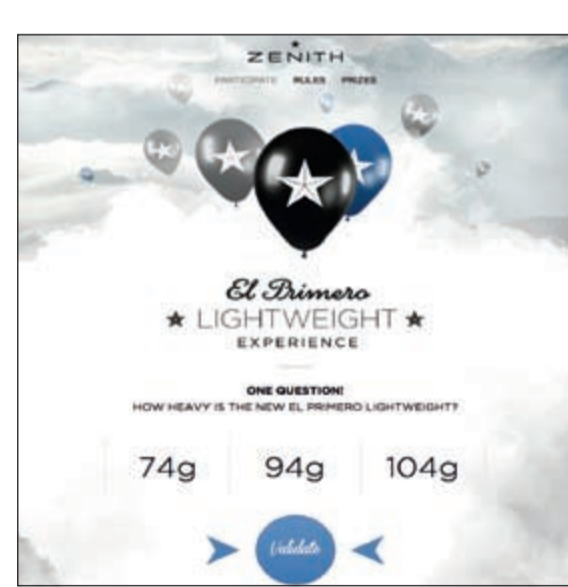 ZENITH
PARTICIPATE RULES PRIZES
El Primero
LIGHTWEIGHT
EXPERIENCE
ONE QUESTION!
HOW HEAVY IS THE NEW EL PRIMERO LIGHTWEIGHT?
74g 94g 104g
Validate